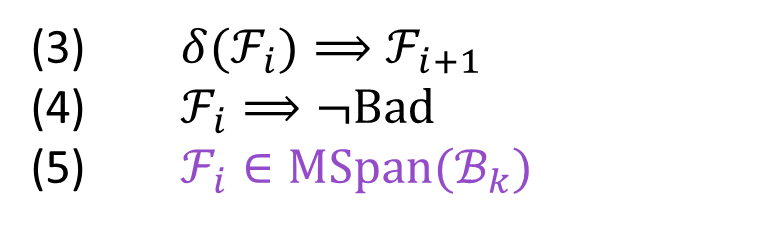 (3) δ(ℱᵢ) ⟹ ℱᵢ₊₁
(4) ℱᵢ ⟹ ¬Bad
(5) ℱᵢ ∈ MSpan(ℬₖ)